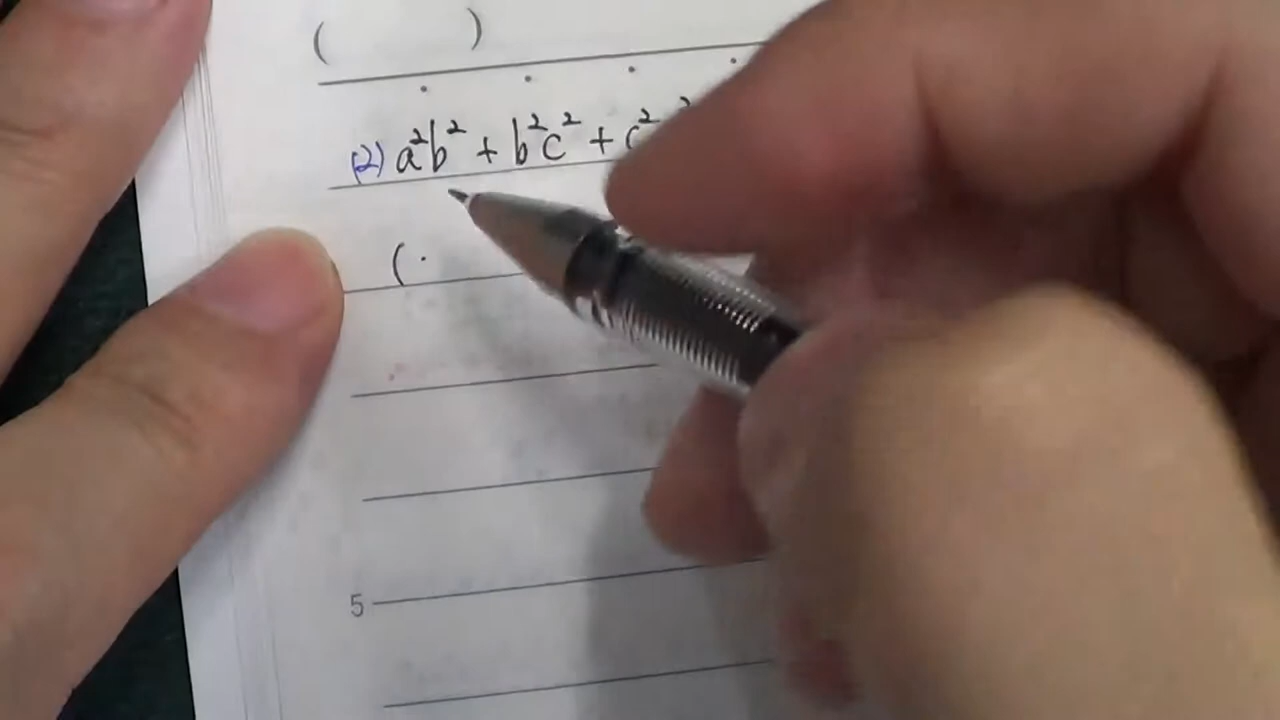 ( )
(2) a²b² + b²c² + c²
(
5